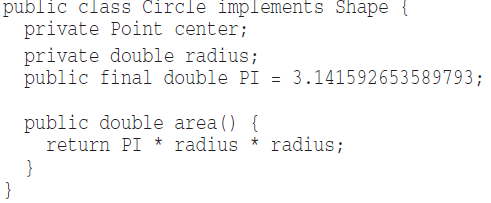 public class Circle implements Shape {
  private Point center;
  private double radius;
  public final double PI = 3.141592653589793;

  public double area() {
    return PI * radius * radius;
  }
}